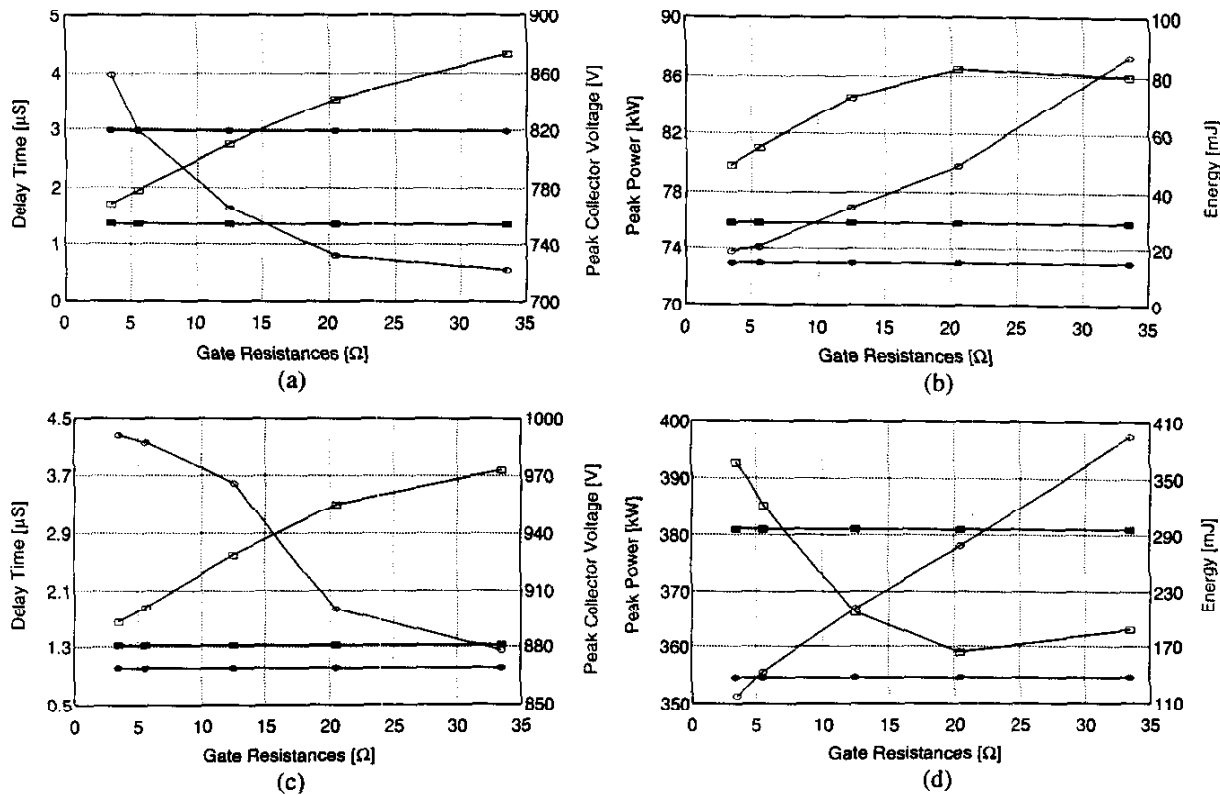 5
4
3
2
1
0
Delay Time [µS]
900
860
820
780
740
700
Peak Collector Voltage [V]
0 5 10 15 20 25 30 35
Gate Resistances [Ω]
(a)
90
86
82
78
74
70
Peak Power [kW]
100
80
60
40
20
0
Energy [mJ]
0 5 10 15 20 25 30 35
Gate Resistances [Ω]
(b)
4.5
3.7
2.9
2.1
1.3
0.5
Delay Time [µS]
1000
970
940
910
880
850
Peak Collector Voltage [V]
0 5 10 15 20 25 30 35
Gate Resistances [Ω]
(c)
400
390
380
370
360
350
Peak Power [kW]
410
350
290
230
170
110
Energy [mJ]
0 5 10 15 20 25 30 35
Gate Resistances [Ω]
(d)